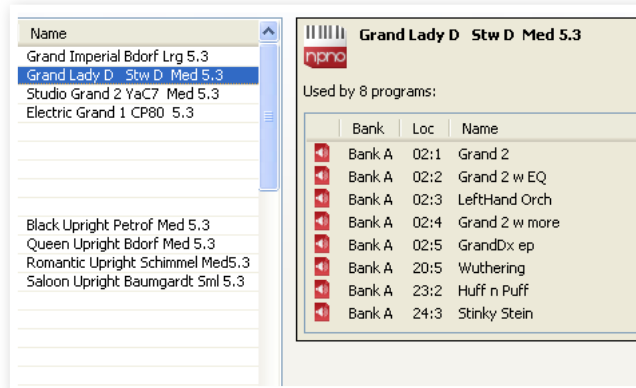 Name
Grand Imperial Bdorf Lrg 5.3
Grand Lady D Stw D Med 5.3
Studio Grand 2 YaC7 Med 5.3
Electric Grand 1 CP80 5.3
Black Upright Petrof Med 5.3
Queen Upright Bdorf Med 5.3
Romantic Upright Schimmel Med5.3
Saloon Upright Baumgardt Sml 5.3
npno
Grand Lady D Stw D Med 5.3
Used by 8 programs:
Bank Loc Name
Bank A 02:1 Grand 2
Bank A 02:2 Grand 2 w EQ
Bank A 02:3 LeftHand Orch
Bank A 02:4 Grand 2 w more
Bank A 02:5 GrandDx ep
Bank A 20:5 Wuthering
Bank A 23:2 Huff n Puff
Bank A 24:3 Stinky Stein